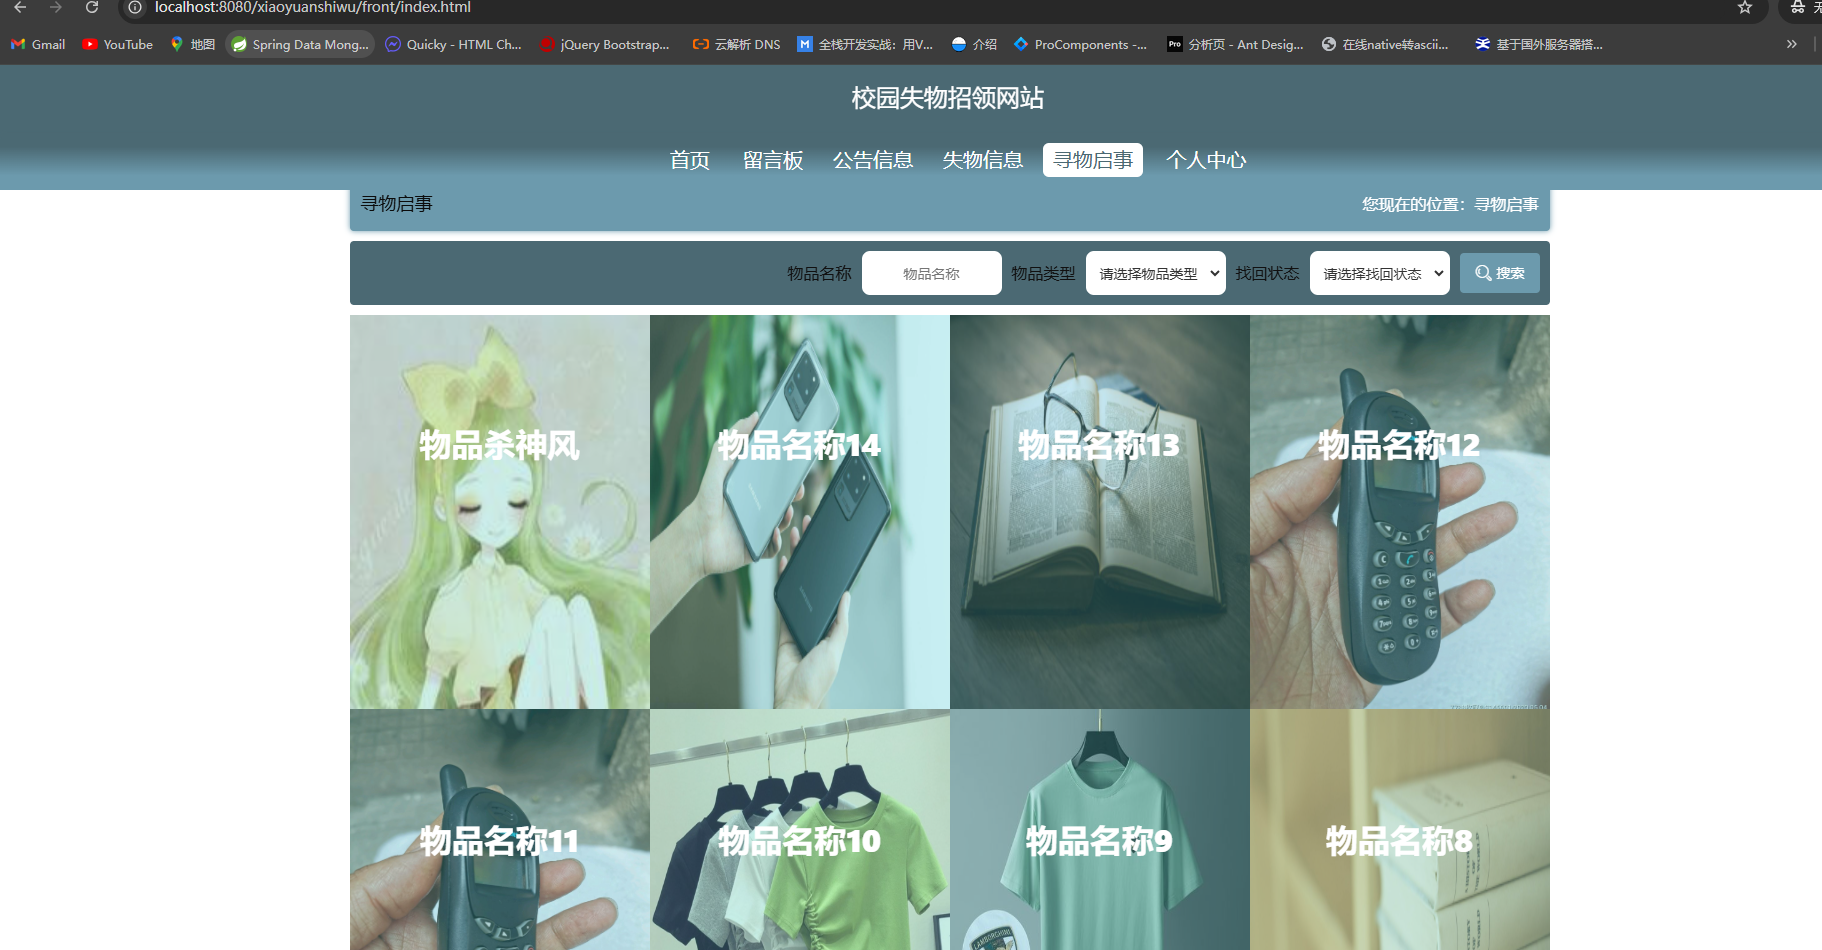 localhost:8080/xiaoyuanshiwu/front/index.html
Gmail YouTube 地图 Spring Data Mong... Quicky - HTML Ch... jQuery Bootstrap... 云解析 DNS 全栈开发实战：用V... 介绍 ProComponents -... Pro 分析页 - Ant Desig... 在线native转ascii... 基于国外服务器搭...
校园失物招领网站
首页 留言板 公告信息 失物信息 寻物启事 个人中心
寻物启事 您现在的位置：寻物启事
物品名称 物品名称 物品类型 请选择物品类型 找回状态 请选择找回状态 搜索
物品杀神风 物品名称14 物品名称13 物品名称12
物品名称11 物品名称10 物品名称9 物品名称8
LAMBORGHINI